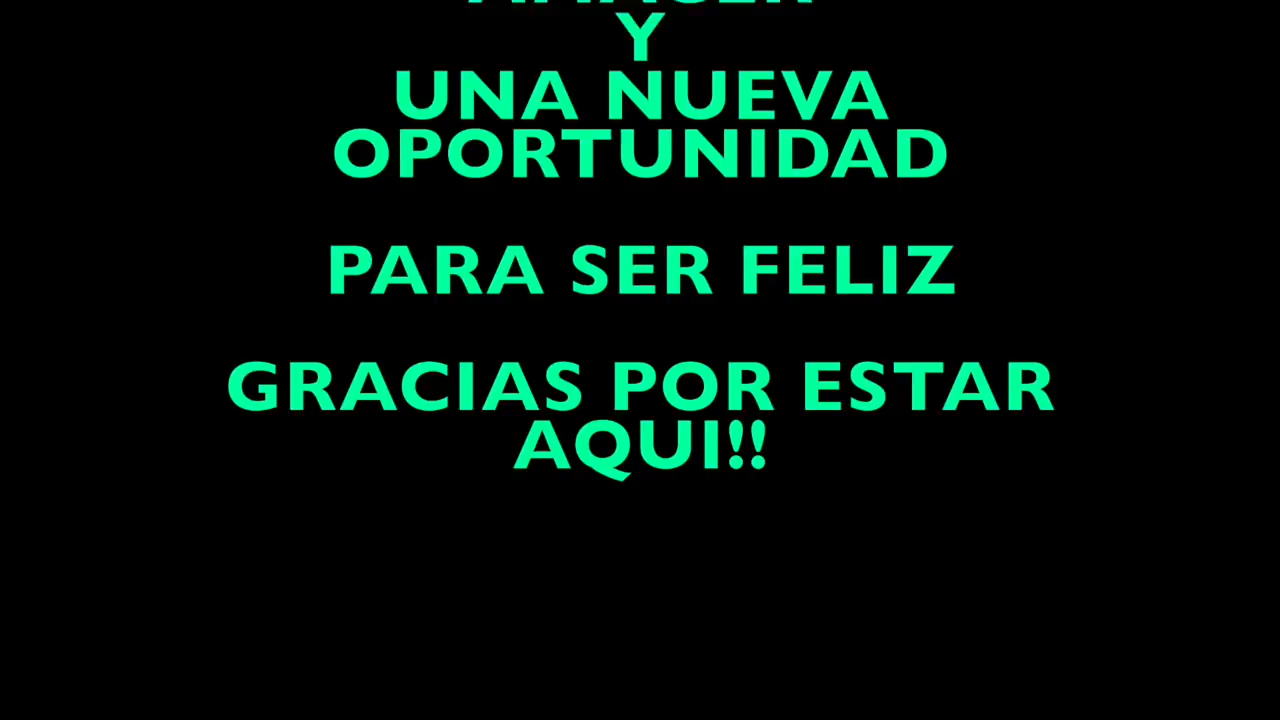 Y
UNA NUEVA
OPORTUNIDAD
PARA SER FELIZ
GRACIAS POR ESTAR
AQUI!!